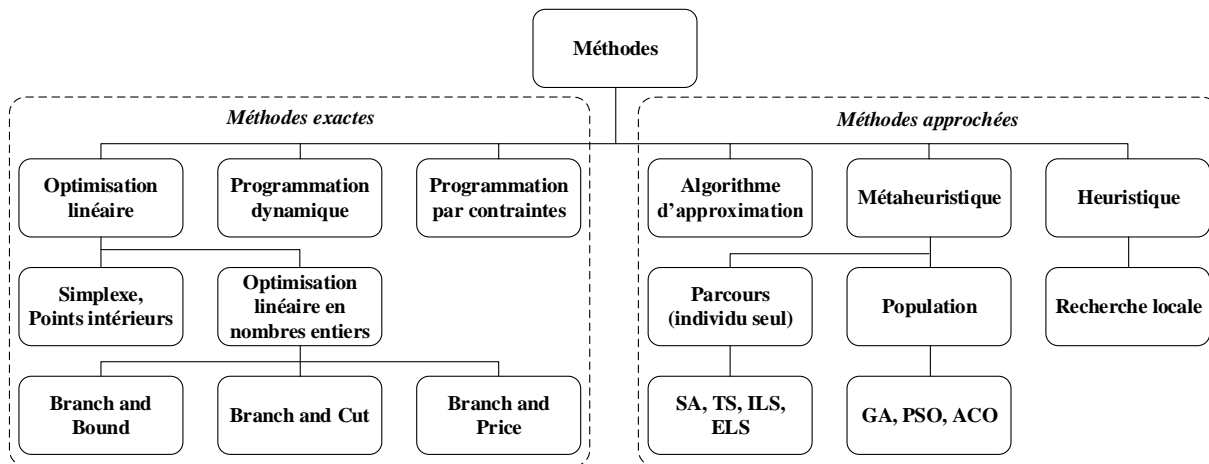 Méthodes
Méthodes exactes
Méthodes approchées
Optimisation
linéaire
Programmation
dynamique
Programmation
par contraintes
Algorithme
d'approximation
Métaheuristique
Heuristique
Simplexe,
Points intérieurs
Optimisation
linéaire en
nombres entiers
Parcours
(individu seul)
Population
Recherche locale
Branch and
Bound
Branch and Cut
Branch and
Price
SA, TS, ILS,
ELS
GA, PSO, ACO